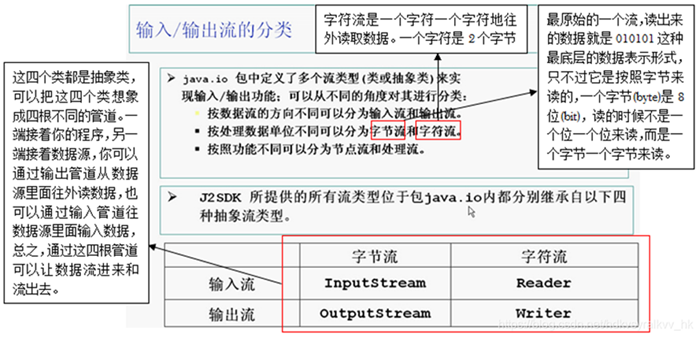 输入/输出流的分类
字符流是一个字符一个字符地往
外读取数据。一个字符是 2 个字节
最原始的一个流，读出来
的数据就是 010101 这种
最底层的数据表示形式，
只不过它是按照字节来
读的，一个字节(byte)是 8
位(bit)，读的时候不是一
个位一个位来读，而是一
个字节一个字节来读。
这四个类都是抽象类，
可以把这四个类想象
成四根不同的管道。一
端接着你的程序，另一
端接着数据源，你可以
通过输出管道从数据
源里面往外读数据，也
可以通过输入管道往
数据源里面输入数据，
总之，通过这四根管道
可以让数据流进来和
流出去。
java.io 包中定义了多个流类型(类或抽象类)来实
现输入/输出功能；可以从不同的角度对其进行分类：
按数据流的方向不同可以分为输入流和输出流。
按处理数据单位不同可以分为字节流和字符流。
按照功能不同可以分为节点流和处理流。
J2SDK 所提供的所有流类型位于包java.io内都分别继承自以下四
种抽象流类型。
字节流 字符流
输入流 InputStream Reader
输出流 OutputStream Writer